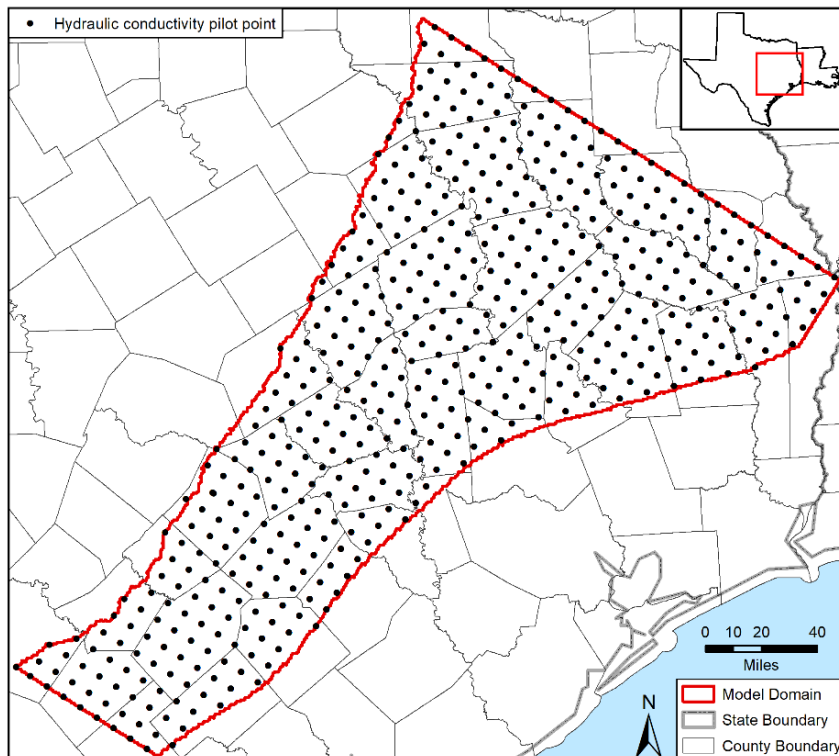 Hydraulic conductivity pilot point
0 10 20 40
Miles
N
Model Domain
State Boundary
County Boundary